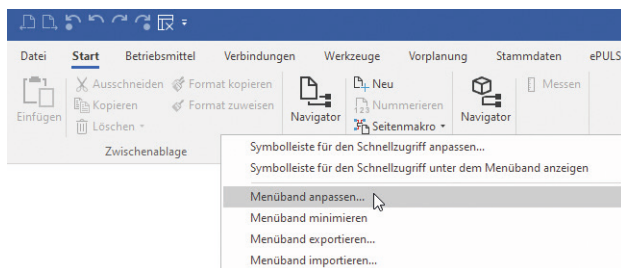 Datei Start Betriebsmittel Verbindungen Werkzeuge Vorplanung Stammdaten ePULS
Einfügen
Ausschneiden Format kopieren
Kopieren Format zuweisen
Löschen
Zwischenablage
Navigator
Neu
Nummerieren
Seitenmakro
Navigator
Messen
Symbolleiste für den Schnellzugriff anpassen...
Symbolleiste für den Schnellzugriff unter dem Menüband anzeigen
Menüband anpassen...
Menüband minimieren
Menüband exportieren...
Menüband importieren...